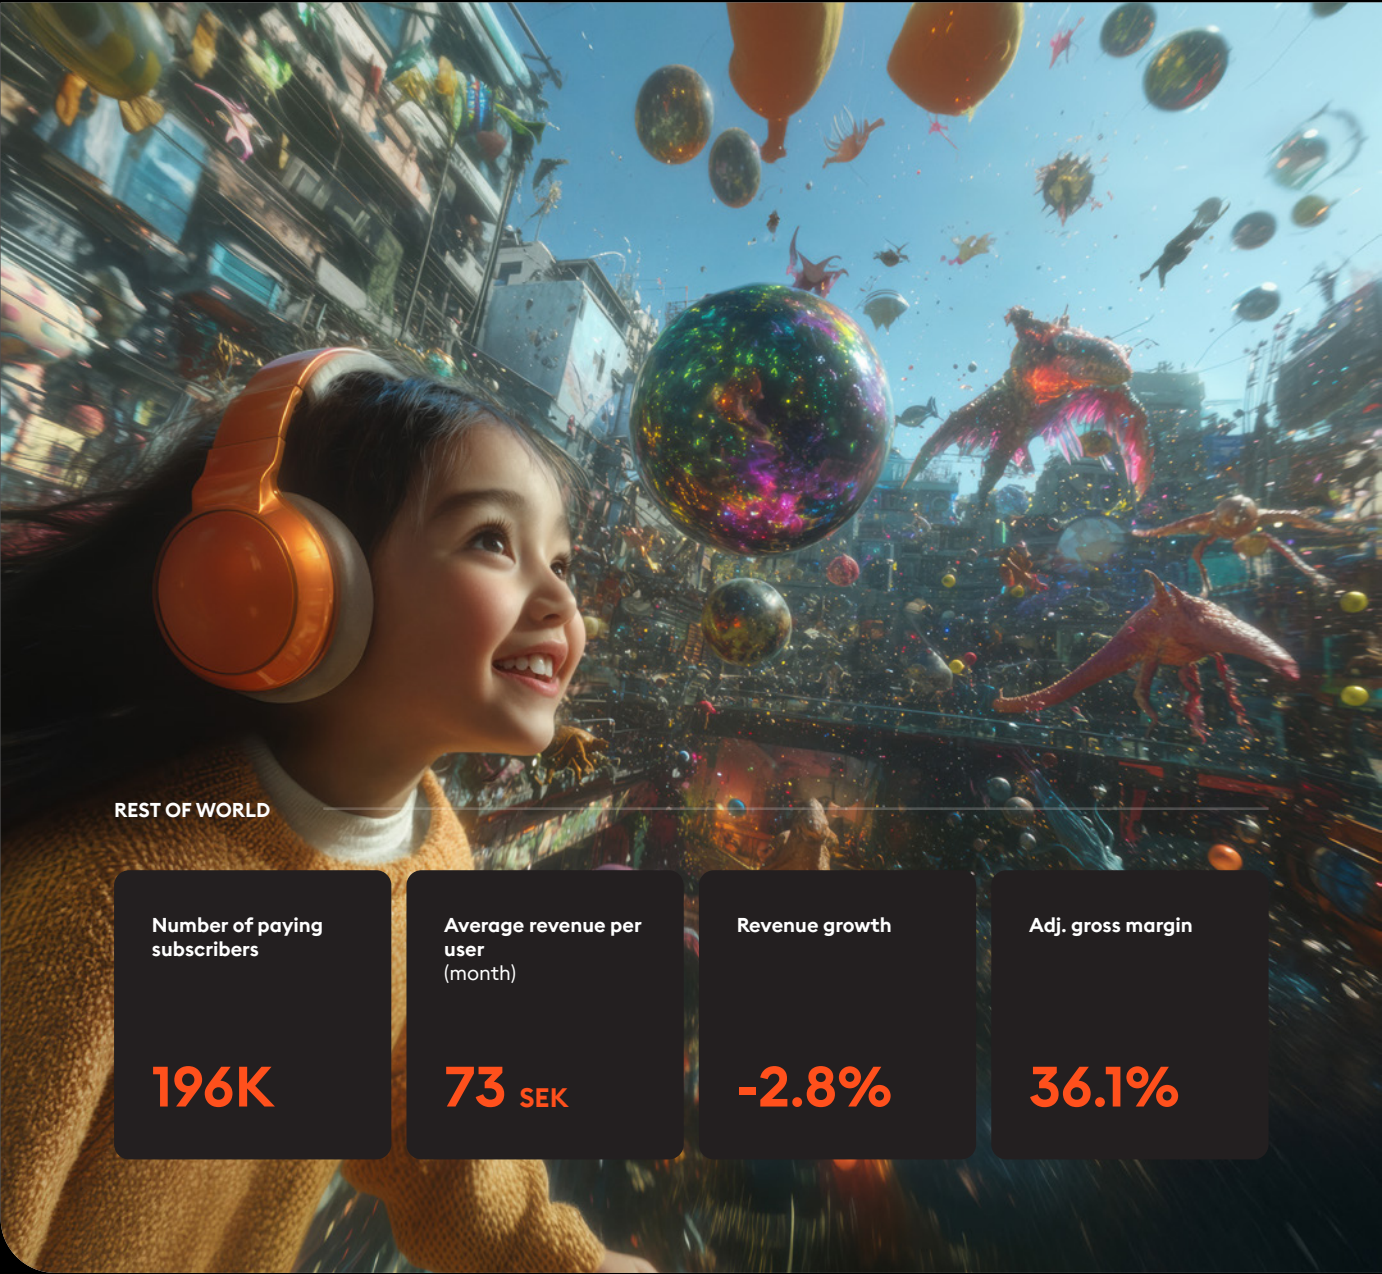 REST OF WORLD
Number of paying
subscribers
196K
Average revenue per
user
(month)
73 SEK
Revenue growth
-2.8%
Adj. gross margin
36.1%